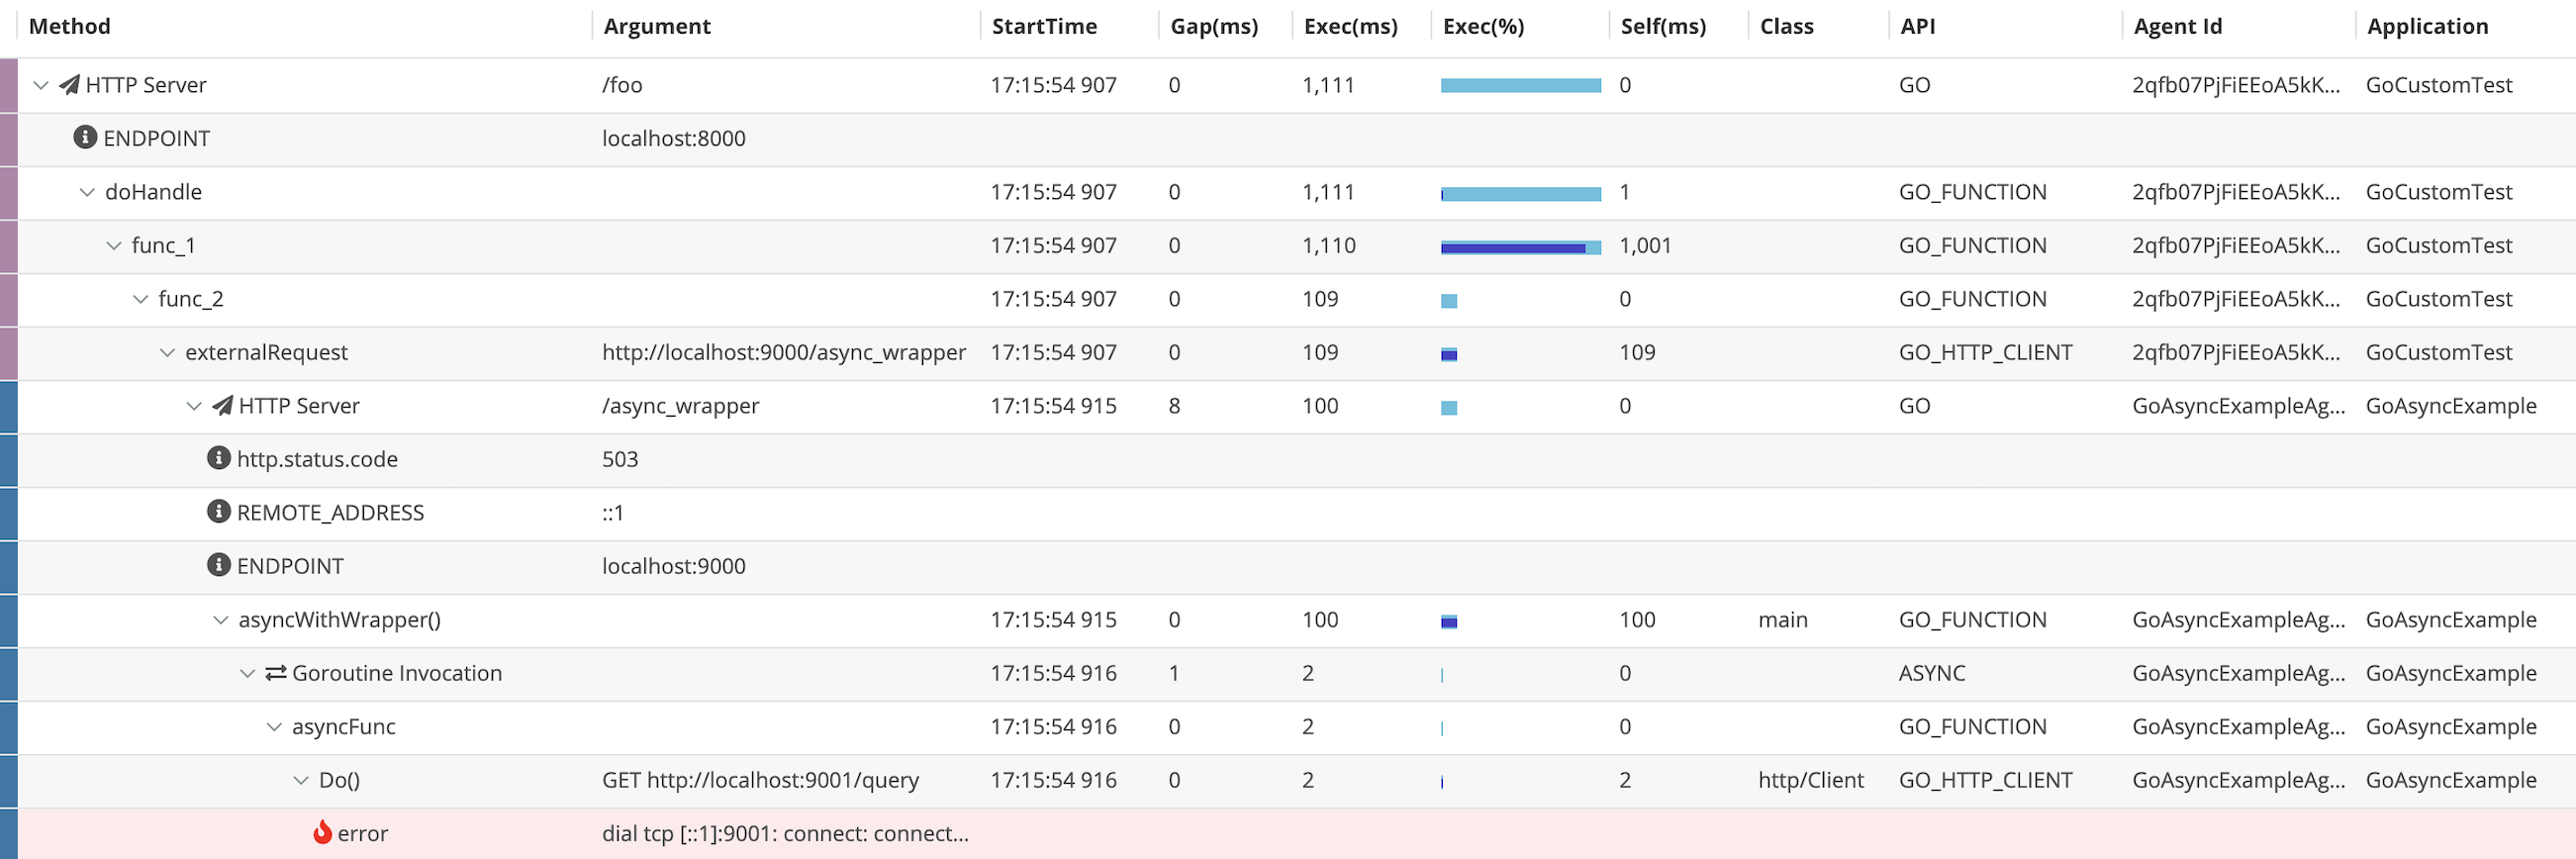 Method Argument StartTime Gap(ms) Exec(ms) Exec(%) Self(ms) Class API Agent Id Application
HTTP Server /foo 17:15:54 907 0 1,111 0 GO 2qfb07PjFiEEoA5kK... GoCustomTest
ENDPOINT localhost:8000
doHandle 17:15:54 907 0 1,111 1 GO_FUNCTION 2qfb07PjFiEEoA5kK... GoCustomTest
func_1 17:15:54 907 0 1,110 1,001 GO_FUNCTION 2qfb07PjFiEEoA5kK... GoCustomTest
func_2 17:15:54 907 0 109 0 GO_FUNCTION 2qfb07PjFiEEoA5kK... GoCustomTest
externalRequest http://localhost:9000/async_wrapper 17:15:54 907 0 109 109 GO_HTTP_CLIENT 2qfb07PjFiEEoA5kK... GoCustomTest
HTTP Server /async_wrapper 17:15:54 915 8 100 0 GO GoAsyncExampleAg... GoAsyncExample
http.status.code 503
REMOTE_ADDRESS ::1
ENDPOINT localhost:9000
asyncWithWrapper() 17:15:54 915 0 100 100 main GO_FUNCTION GoAsyncExampleAg... GoAsyncExample
Goroutine Invocation 17:15:54 916 1 2 0 ASYNC GoAsyncExampleAg... GoAsyncExample
asyncFunc 17:15:54 916 0 2 0 GO_FUNCTION GoAsyncExampleAg... GoAsyncExample
Do() GET http://localhost:9001/query 17:15:54 916 0 2 2 http/Client GO_HTTP_CLIENT GoAsyncExampleAg... GoAsyncExample
error dial tcp [::1]:9001: connect: connect...